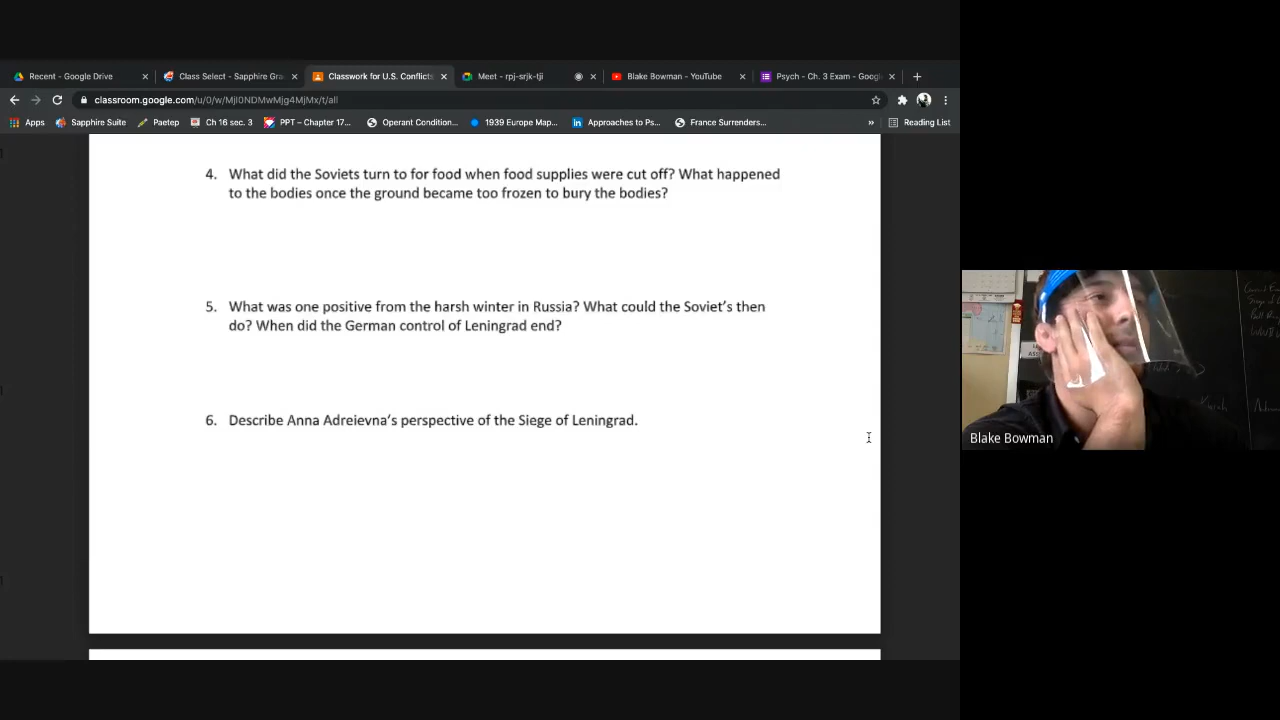 Recent - Google Drive
Class Select - Sapphire Gra
Classwork for U.S. Conflicts
Meet - rpj-srjk-tji
Blake Bowman - YouTube
Psych - Ch. 3 Exam - Google
classroom.google.com/u/0/w/MjI0NDMwMjg4MjMx/t/all
Apps
Sapphire Suite
Paetep
Ch 16 sec. 3
PPT – Chapter 17...
Operant Condition...
1939 Europe Map...
Approaches to Ps...
France Surrenders...
»
Reading List
4. What did the Soviets turn to for food when food supplies were cut off? What happened
to the bodies once the ground became too frozen to bury the bodies?
5. What was one positive from the harsh winter in Russia? What could the Soviet's then
do? When did the German control of Leningrad end?
6. Describe Anna Adreievna's perspective of the Siege of Leningrad.
Blake Bowman